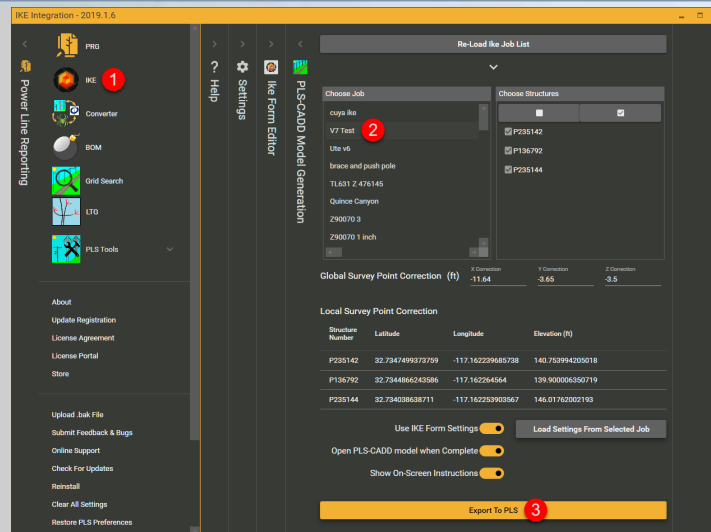 IKE Integration - 2019.1.6
Power Line Reporting
PRG
IKE
1
Converter
BOM
Grid Search
LTG
PLS Tools
About
Update Registration
License Agreement
License Portal
Store
Upload .bak File
Submit Feedback & Bugs
Online Support
Check For Updates
Reinstall
Clear All Settings
Restore PLS Preferences
? Help
Settings
Ike Form Editor
PLS-CADD Model Generation
Re-Load Ike Job List
Choose Job
cuya ike
V7 Test
2
Ute v6
brace and push pole
TL631 Z 476145
Quince Canyon
Z90070 3
Z90070 1 inch
Choose Structures
P235142
P136792
P235144
Global Survey Point Correction (ft)
X Correction Y Correction Z Correction
-11.64 -3.65 -3.5
Local Survey Point Correction
Structure Number Latitude Longitude Elevation (ft)
P235142 32.7347499373759 -117.162239685738 140.753994205018
P136792 32.7344866243586 -117.162264564 139.900006350719
P235144 32.734038638711 -117.162253903567 146.01762002193
Use IKE Form Settings
Load Settings From Selected Job
Open PLS-CADD model when Complete
Show On-Screen Instructions
Export To PLS
3